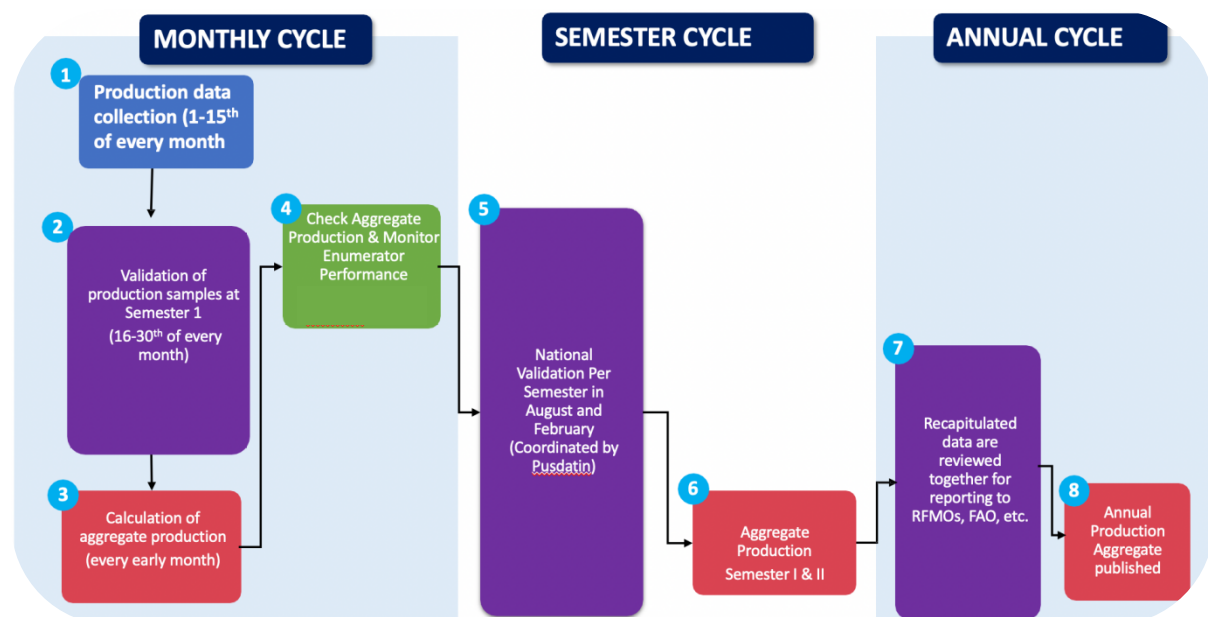 MONTHLY CYCLE
SEMESTER CYCLE
ANNUAL CYCLE
1
Production data
collection (1-15th
of every month
2
Validation of
production samples at
Semester 1
(16-30th of every
month)
3
Calculation of
aggregate production
(every early month)
4
Check Aggregate
Production & Monitor
Enumerator
Performance
5
National
Validation Per
Semester in
August and
February
(Coordinated by
Pusdatin)
6
Aggregate
Production
Semester I & II
7
Recapitulated
data are
reviewed
together for
reporting to
RFMOs, FAO, etc.
8
Annual
Production
Aggregate
published